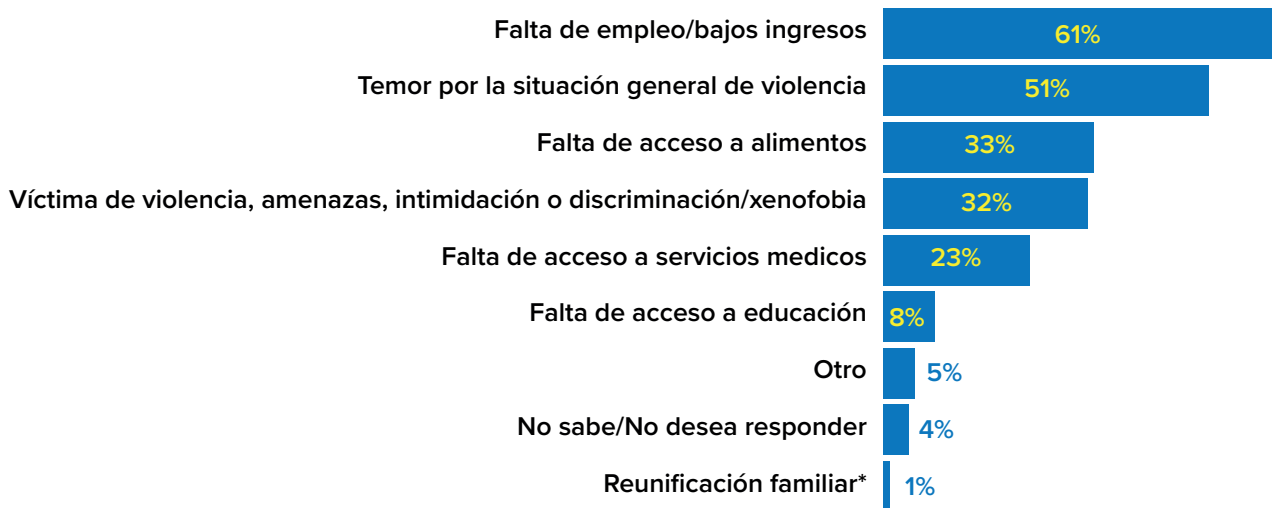 Falta de empleo/bajos ingresos 61%
Temor por la situación general de violencia 51%
Falta de acceso a alimentos 33%
Víctima de violencia, amenazas, intimidación o discriminación/xenofobia 32%
Falta de acceso a servicios medicos 23%
Falta de acceso a educación 8%
Otro 5%
No sabe/No desea responder 4%
Reunificación familiar* 1%